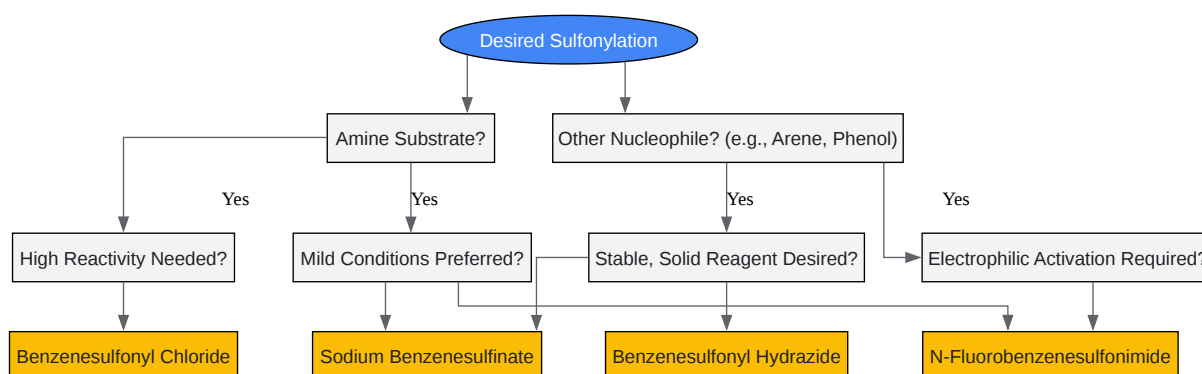 Desired Sulfonylation
Amine Substrate?
Other Nucleophile? (e.g., Arene, Phenol)
Yes
Yes
Yes
Yes
High Reactivity Needed?
Mild Conditions Preferred?
Stable, Solid Reagent Desired?
Electrophilic Activation Required?
Benzenesulfonyl Chloride
Sodium Benzenesulfinate
Benzenesulfonyl Hydrazide
N-Fluorobenzenesulfonimide